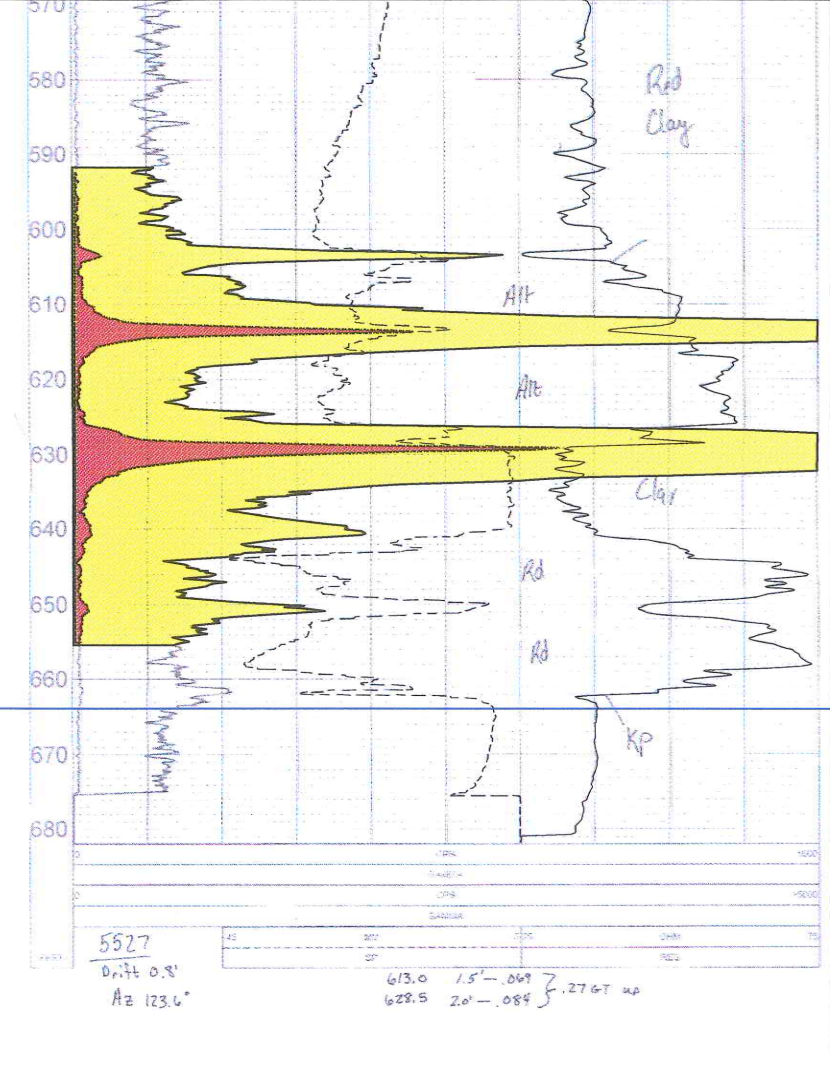 570
580
Red
Clay
590
600
610
Alt
620
Alt
630
Clay
640
Rd
650
Rd
660
KP
670
680
0 CPS
GAMMA
0 CPS
GAMMA
5527
Drift 0.8'
Az 123.6°
SP
RES
613.0 1.5' — .069
628.5 2.0' — .084
.27 GT